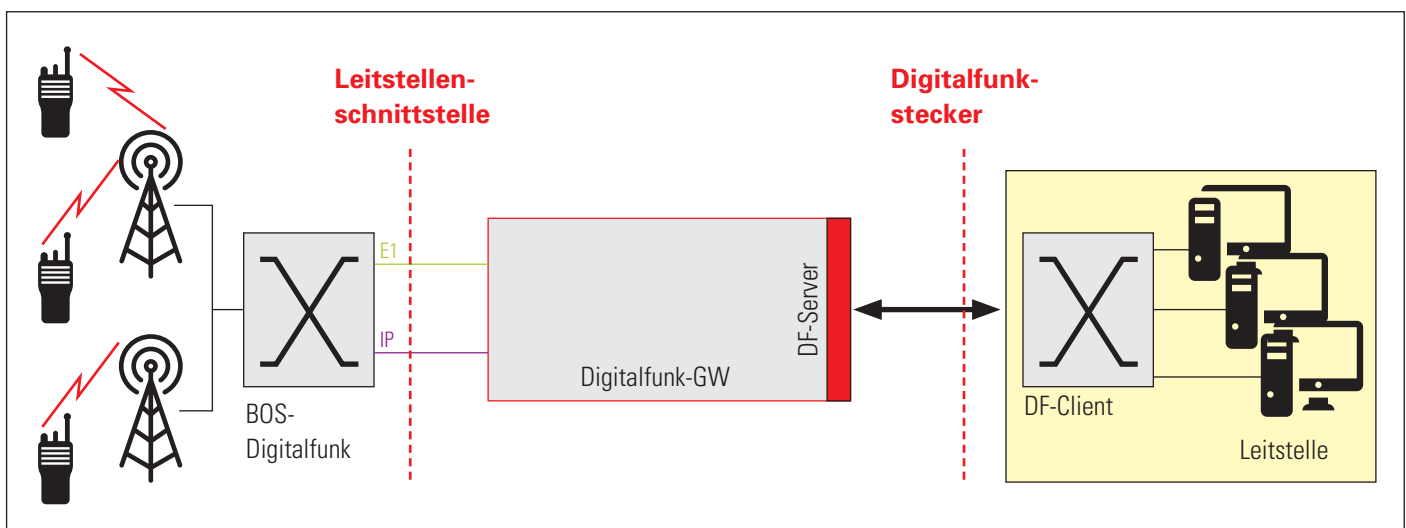 Leitstellen-
schnittstelle
Digitalfunk-
stecker
E1
IP
BOS-
Digitalfunk
Digitalfunk-GW
DF-Server
DF-Client
Leitstelle